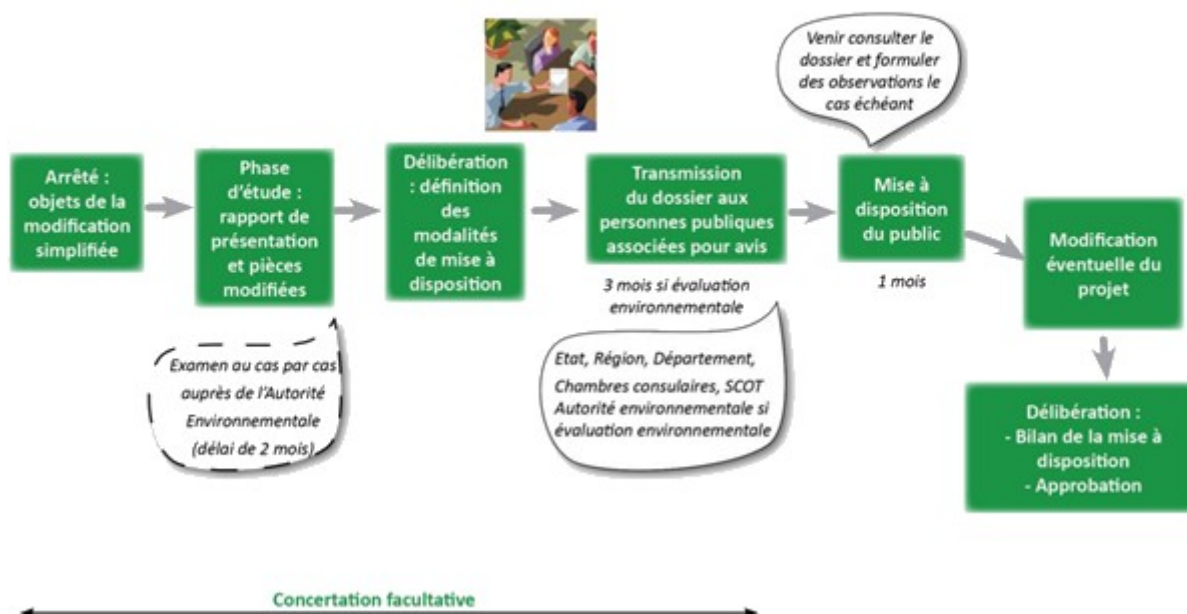 Venir consulter le
dossier et formuler
des observations le
cas échéant
Arrêté :
objets de la
modification
simplifiée
Phase
d'étude :
rapport de
présentation
et pièces
modifiées
Délibération
: définition
des
modalités
de mise à
disposition
Transmission
du dossier aux
personnes publiques
associées pour avis
Mise à
disposition
du public
Modification
éventuelle du
projet
3 mois si évaluation
environnementale
1 mois
Examen au cas par cas
auprès de l'Autorité
Environnementale
(délai de 2 mois)
Etat, Région, Département,
Chambres consulaires, SCOT
Autorité environnementale si
évaluation environnementale
Délibération :
- Bilan de la mise à
disposition
- Approbation
Concertation facultative